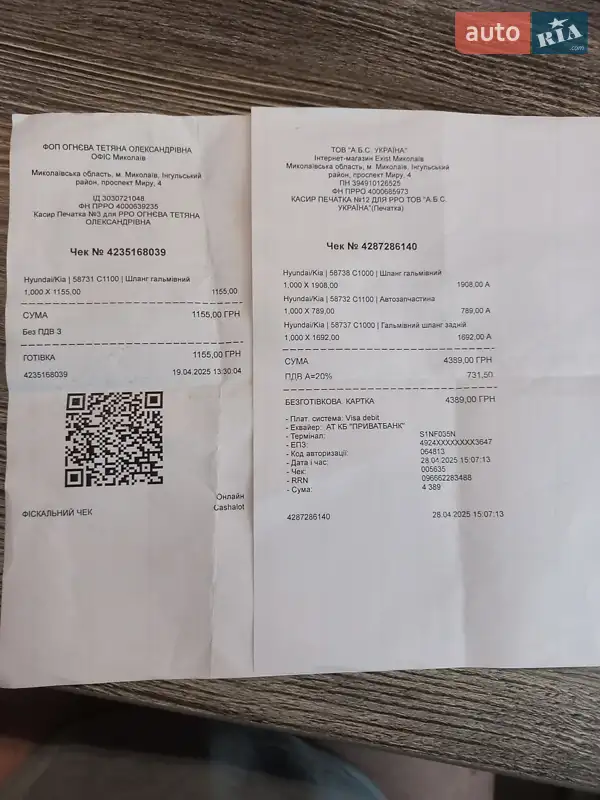 auto RIA.com
ФОП ОГНЄВА ТЕТЯНА ОЛЕКСАНДРІВНА
ОФІС Миколаїв
Миколаївська область, м. Миколаїв, Інгульський
район, проспект Миру, 4
ІД 3030721048
ФН ПРРО 4000639235
Касир Печатка №3 для РРО ОГНЄВА ТЕТЯНА
ОЛЕКСАНДРІВНА
Чек № 4235168039
Hyundai/Kia | 58731 C1100 | Шланг гальмівний
1,000 X 1155,00 1155,00
СУМА 1155,00 ГРН
Без ПДВ З
ГОТІВКА 1155,00 ГРН
4235168039 19.04.2025 13:30:04
Онлайн
ФІСКАЛЬНИЙ ЧЕК Cashalot
ТОВ "А.Б.С. УКРАЇНА"
Інтернет-магазин Exist Миколаїв
Миколаївська область, м. Миколаїв, Інгульський
район, проспект Миру, 4
ПН 394910126525
ФН ПРРО 4000685973
КАСИР ПЕЧАТКА №12 ДЛЯ РРО ТОВ "А.Б.С.
УКРАЇНА"(Печатка)
Чек № 4287286140
Hyundai/Kia | 58738 C1000 | Шланг гальмівний
1,000 X 1908,00 1908,00 А
Hyundai/Kia | 58732 C1100 | Автозапчастина
1,000 X 789,00 789,00 А
Hyundai/Kia | 58737 C1000 | Гальмівний шланг задній
1,000 X 1692,00 1692,00 А
СУМА 4389,00 ГРН
ПДВ А=20% 731,50
БЕЗГОТІВКОВА КАРТКА 4389,00 ГРН
- Плат. система: Visa debit
- Еквайєр: АТ КБ "ПРИВАТБАНК"
- Термінал: S1NF035N
- ЕПЗ: 4924XXXXXXXX3647
- Код авторизації: 064813
- Дата і час: 28.04.2025 15:07:13
- Чек: 005635
- RRN 096662283488
- Сума: 4 389
4287286140 28.04.2025 15:07:13